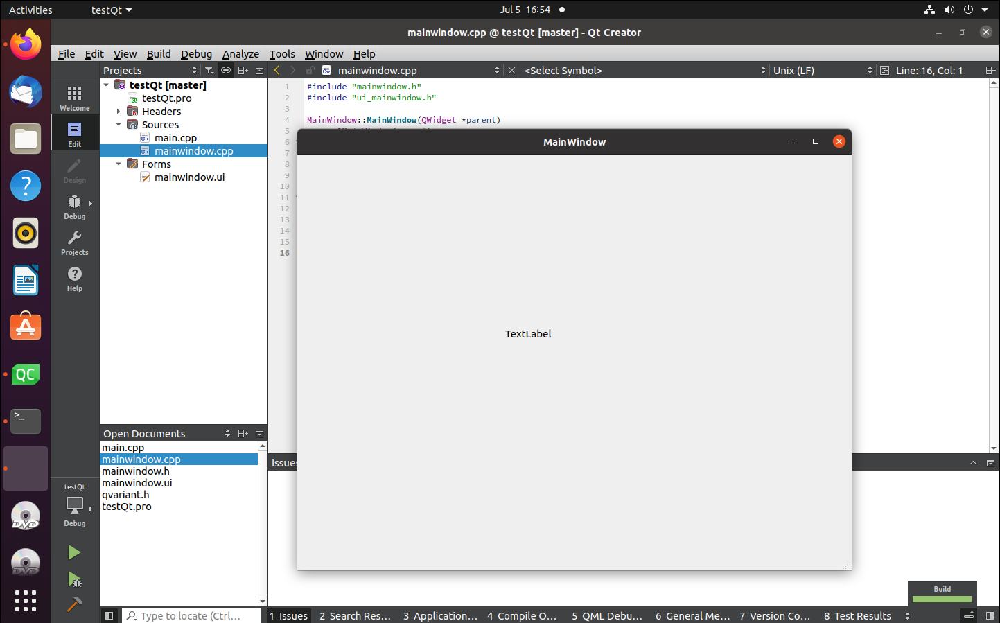 Activities
testQt
Jul 5 16:54
mainwindow.cpp @ testQt [master] - Qt Creator
File Edit View Build Debug Analyze Tools Window Help
Projects
mainwindow.cpp
<Select Symbol>
Unix (LF)
Line: 16, Col: 1
Welcome
Edit
Design
Debug
Projects
Help
testQt [master]
testQt.pro
Headers
Sources
main.cpp
mainwindow.cpp
Forms
mainwindow.ui
1 #include "mainwindow.h"
2 #include "ui_mainwindow.h"
3
4 MainWindow::MainWindow(QWidget *parent)
5
6
7
8
9
10
11
12
13
14
15
16
MainWindow
TextLabel
Open Documents
main.cpp
mainwindow.cpp
mainwindow.h
mainwindow.ui
qvariant.h
testQt.pro
Issues
testQt
Debug
QC
>_
DVD
DVD
Build
Type to locate (Ctrl...
1 Issues
2 Search Res...
3 Application...
4 Compile O...
5 QML Debu...
6 General Me...
7 Version Co...
8 Test Results